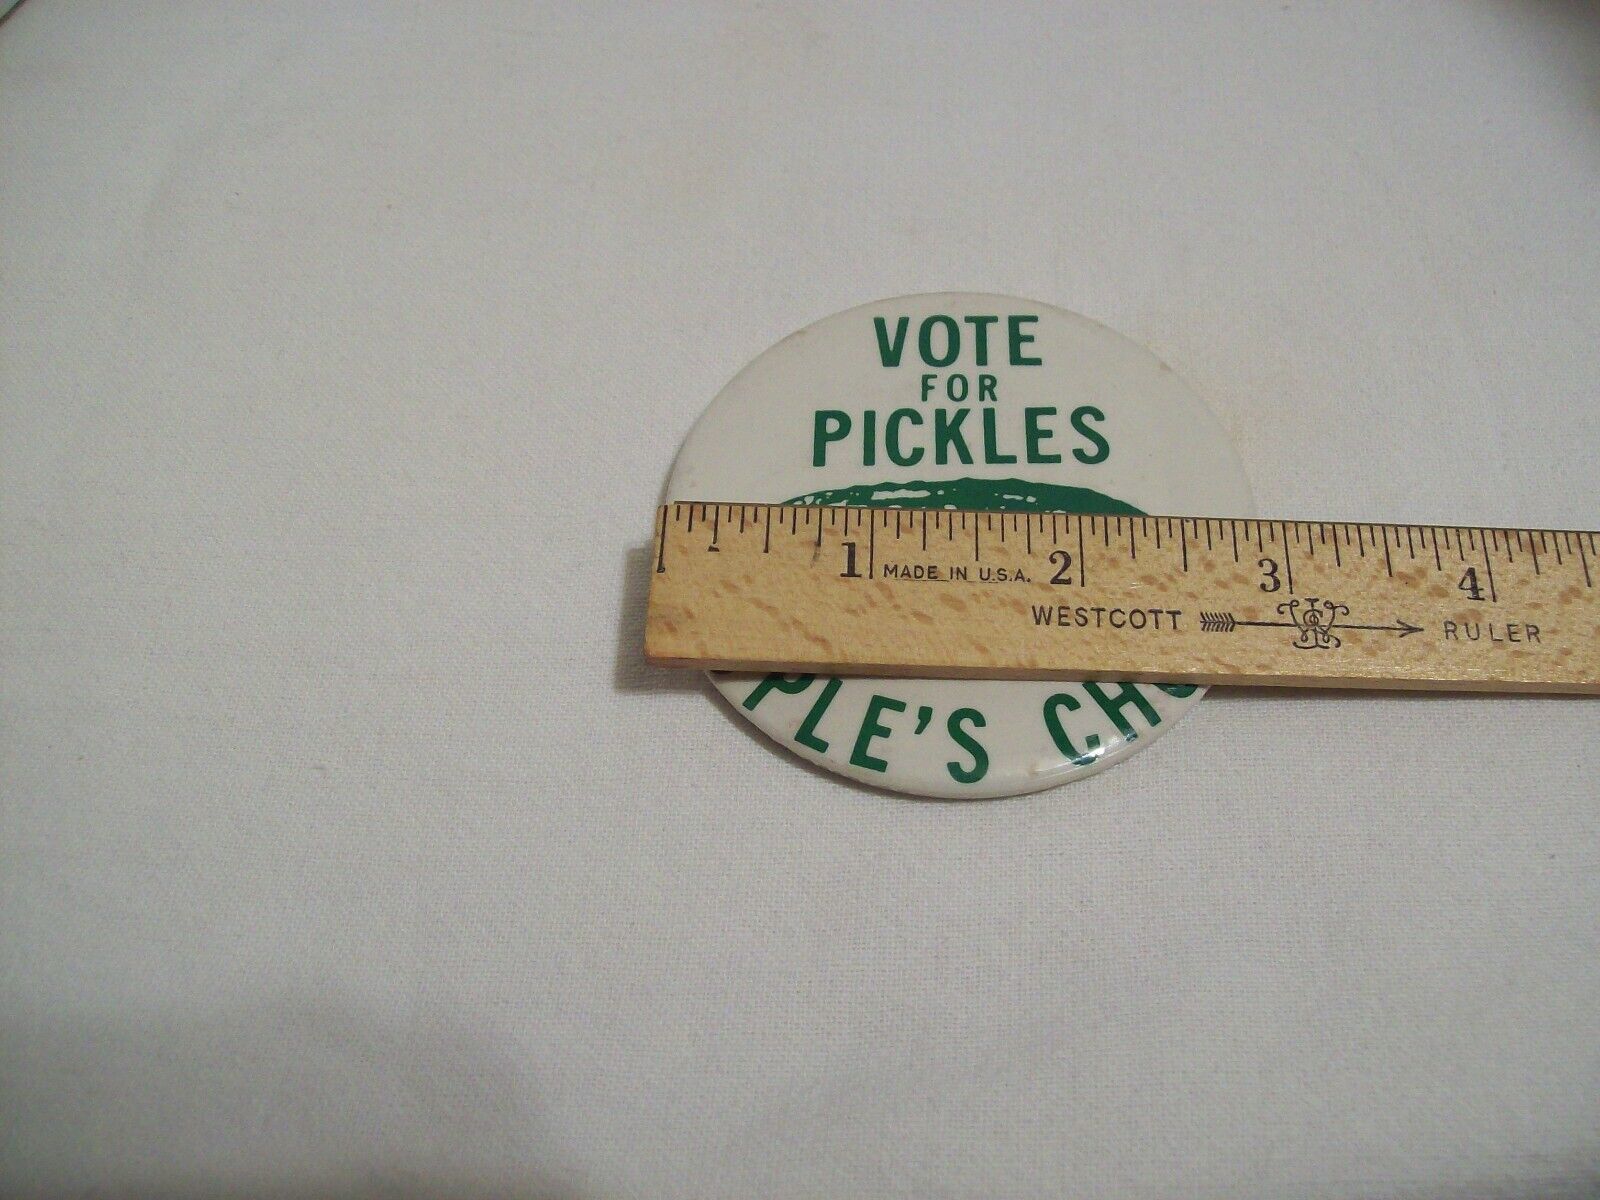 VOTE
FOR
PICKLES
1 MADE IN U.S.A. 2 3 4
WESTCOTT RULER
PLE'S CHO